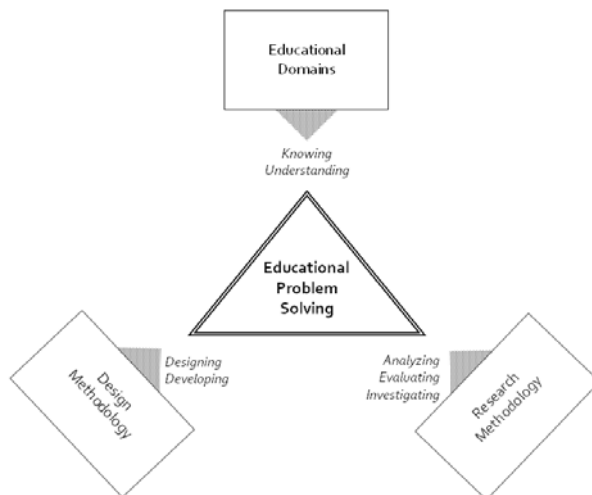 Educational
Domains
Knowing
Understanding
Educational
Problem
Solving
Designing
Developing
Design
Methodology
Analyzing
Evaluating
Investigating
Research
Methodology